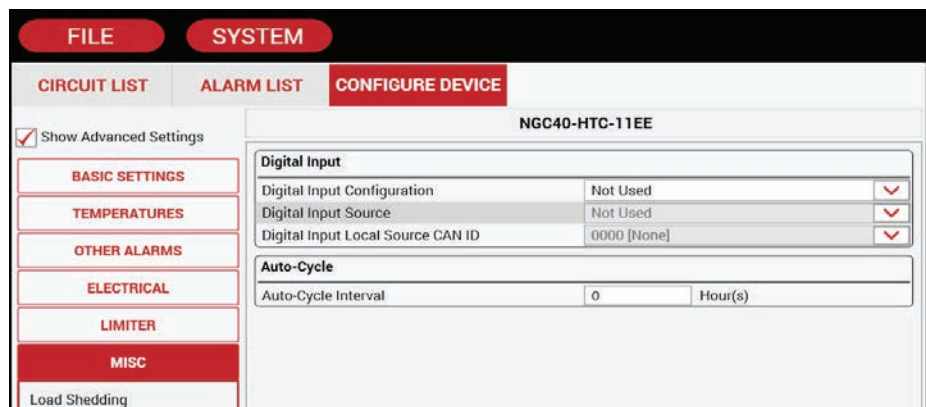 FILE SYSTEM
CIRCUIT LIST ALARM LIST CONFIGURE DEVICE
NGC40-HTC-11EE
Show Advanced Settings
BASIC SETTINGS
TEMPERATURES
OTHER ALARMS
ELECTRICAL
LIMITER
MISC
Load Shedding
Digital Input
Digital Input Configuration Not Used
Digital Input Source Not Used
Digital Input Local Source CAN ID 0000 [None]
Auto-Cycle
Auto-Cycle Interval 0 Hour(s)